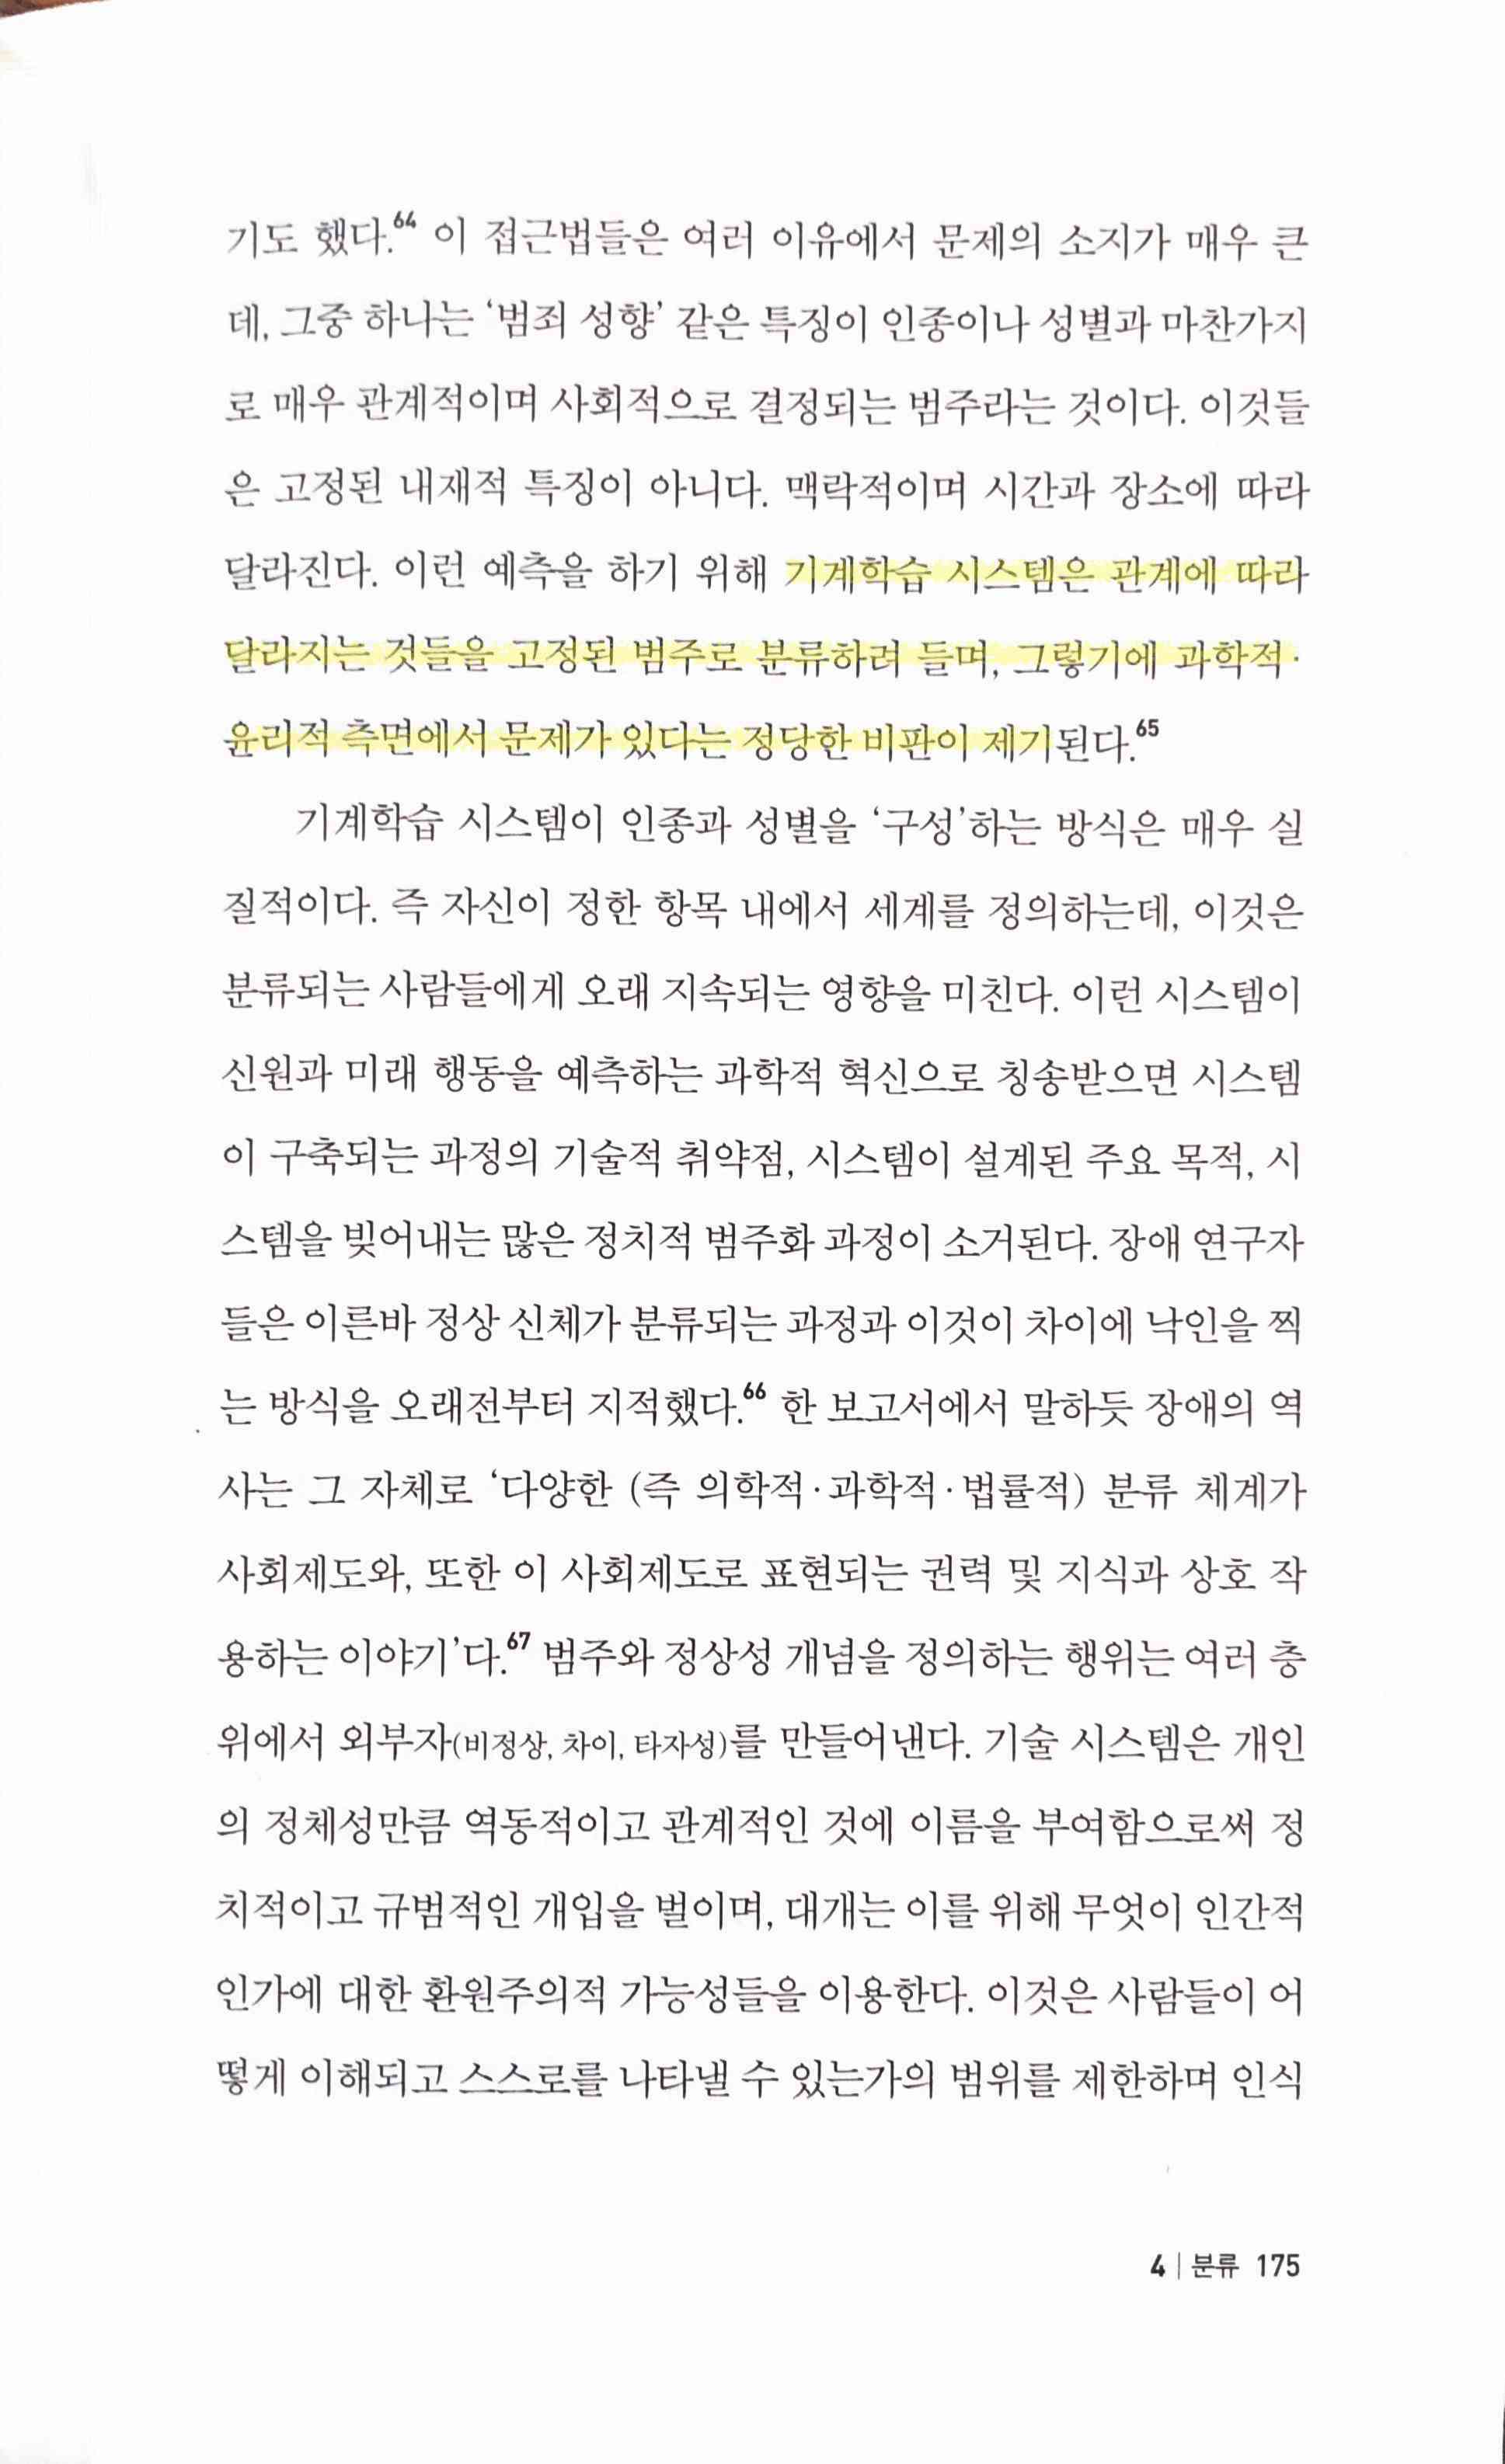 기도 했다.64 이 접근법들은 여러 이유에서 문제의 소지가 매우 큰
데, 그중 하나는 ‘범죄 성향’ 같은 특징이 인종이나 성별과 마찬가지
로 매우 관계적이며 사회적으로 결정되는 범주라는 것이다. 이것들
은 고정된 내재적 특징이 아니다. 맥락적이며 시간과 장소에 따라
달라진다. 이런 예측을 하기 위해 기계학습 시스템은 관계에 따라
달라지는 것들을 고정된 범주로 분류하려 들며, 그렇기에 과학적·
윤리적 측면에서 문제가 있다는 정당한 비판이 제기된다.65
기계학습 시스템이 인종과 성별을 ‘구성’하는 방식은 매우 실
질적이다. 즉 자신이 정한 항목 내에서 세계를 정의하는데, 이것은
분류되는 사람들에게 오래 지속되는 영향을 미친다. 이런 시스템이
신원과 미래 행동을 예측하는 과학적 혁신으로 칭송받으면 시스템
이 구축되는 과정의 기술적 취약점, 시스템이 설계된 주요 목적, 시
스템을 빚어내는 많은 정치적 범주화 과정이 소거된다. 장애 연구자
들은 이른바 정상 신체가 분류되는 과정과 이것이 차이에 낙인을 찍
는 방식을 오래전부터 지적했다.66 한 보고서에서 말하듯 장애의 역
사는 그 자체로 ‘다양한 (즉 의학적·과학적·법률적) 분류 체계가
사회제도와, 또한 이 사회제도로 표현되는 권력 및 지식과 상호 작
용하는 이야기’다.67 범주와 정상성 개념을 정의하는 행위는 여러 층
위에서 외부자(비정상, 차이, 타자성)를 만들어낸다. 기술 시스템은 개인
의 정체성만큼 역동적이고 관계적인 것에 이름을 부여함으로써 정
치적이고 규범적인 개입을 벌이며, 대개는 이를 위해 무엇이 인간적
인가에 대한 환원주의적 가능성들을 이용한다. 이것은 사람들이 어
떻게 이해되고 스스로를 나타낼 수 있는가의 범위를 제한하며 인식
4 | 분류 175